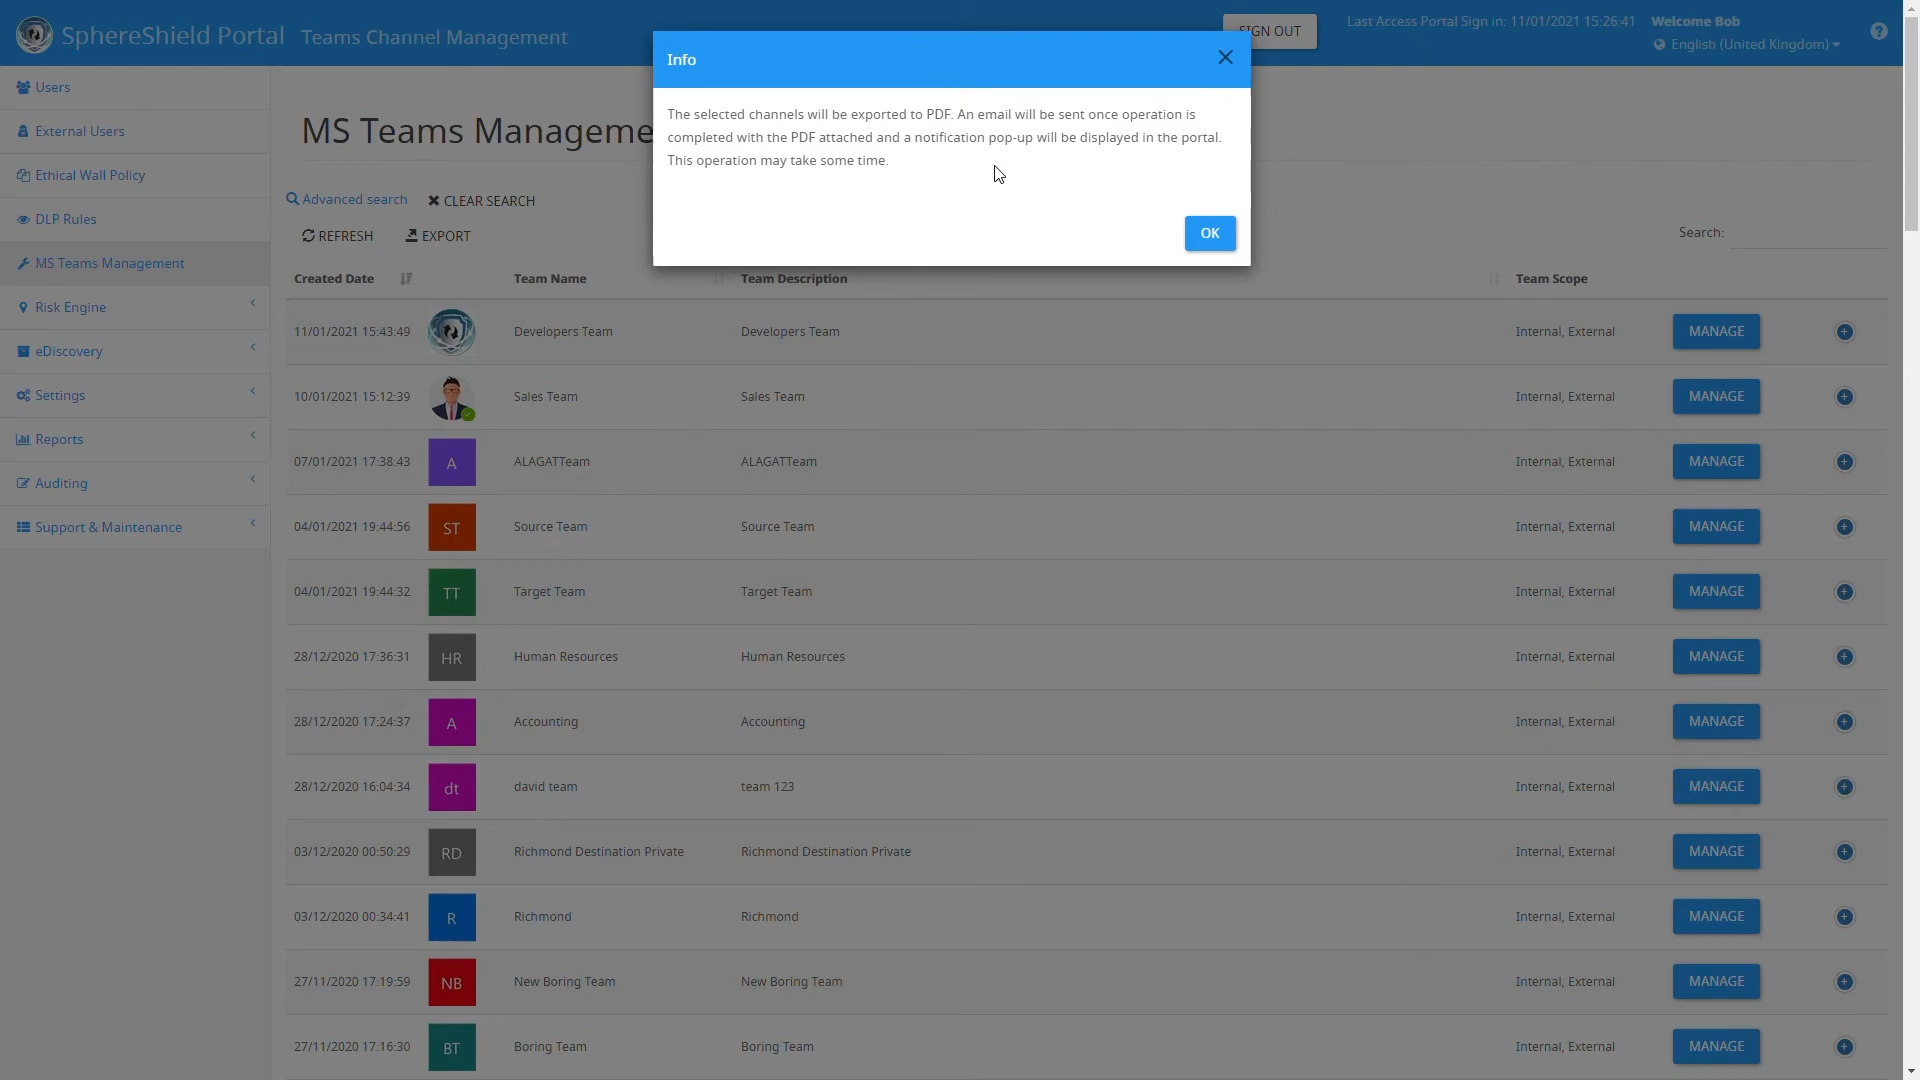 SphereShield Portal Teams Channel Management
SIGN OUT
Last Access Portal Sign in: 11/01/2021 15:26:41 Welcome Bob
English (United Kingdom)
?
Info
The selected channels will be exported to PDF. An email will be sent once operation is
completed with the PDF attached and a notification pop-up will be displayed in the portal.
This operation may take some time.
OK
Users
External Users
Ethical Wall Policy
DLP Rules
MS Teams Management
Risk Engine
eDiscovery
Settings
Reports
Auditing
Support & Maintenance
MS Teams Manageme
Advanced search CLEAR SEARCH
REFRESH EXPORT
Search:
Created Date Team Name Team Description Team Scope
11/01/2021 15:43:49 Developers Team Developers Team Internal, External MANAGE
10/01/2021 15:12:39 Sales Team Sales Team Internal, External MANAGE
07/01/2021 17:38:43 A ALAGATTeam ALAGATTeam Internal, External MANAGE
04/01/2021 19:44:56 ST Source Team Source Team Internal, External MANAGE
04/01/2021 19:44:32 TT Target Team Target Team Internal, External MANAGE
28/12/2020 17:36:31 HR Human Resources Human Resources Internal, External MANAGE
28/12/2020 17:24:37 A Accounting Accounting Internal, External MANAGE
28/12/2020 16:04:34 dt david team team 123 Internal, External MANAGE
03/12/2020 00:50:29 RD Richmond Destination Private Richmond Destination Private Internal, External MANAGE
03/12/2020 00:34:41 R Richmond Richmond Internal, External MANAGE
27/11/2020 17:19:59 NB New Boring Team New Boring Team Internal, External MANAGE
27/11/2020 17:16:30 BT Boring Team Boring Team Internal, External MANAGE